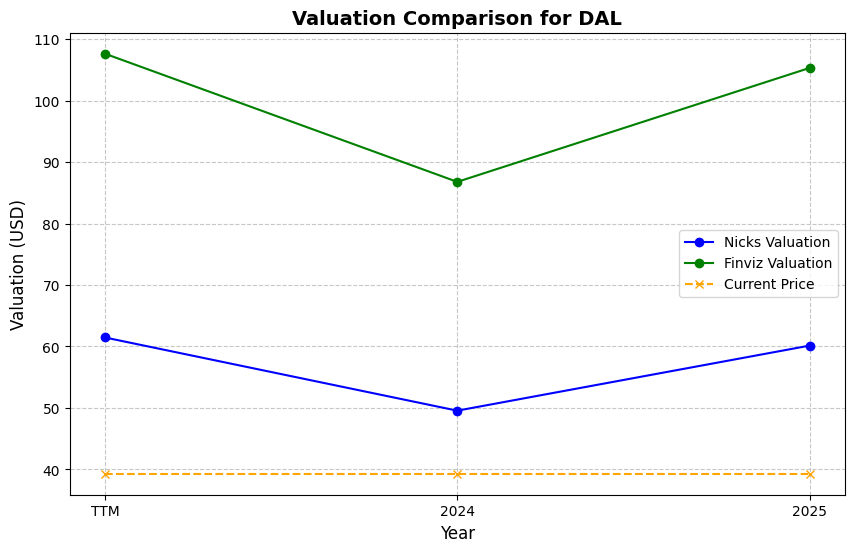 Valuation Comparison for DAL
Valuation (USD)
110
100
90
80
70
60
50
40
Nicks Valuation
Finviz Valuation
Current Price
TTM
2024
2025
Year